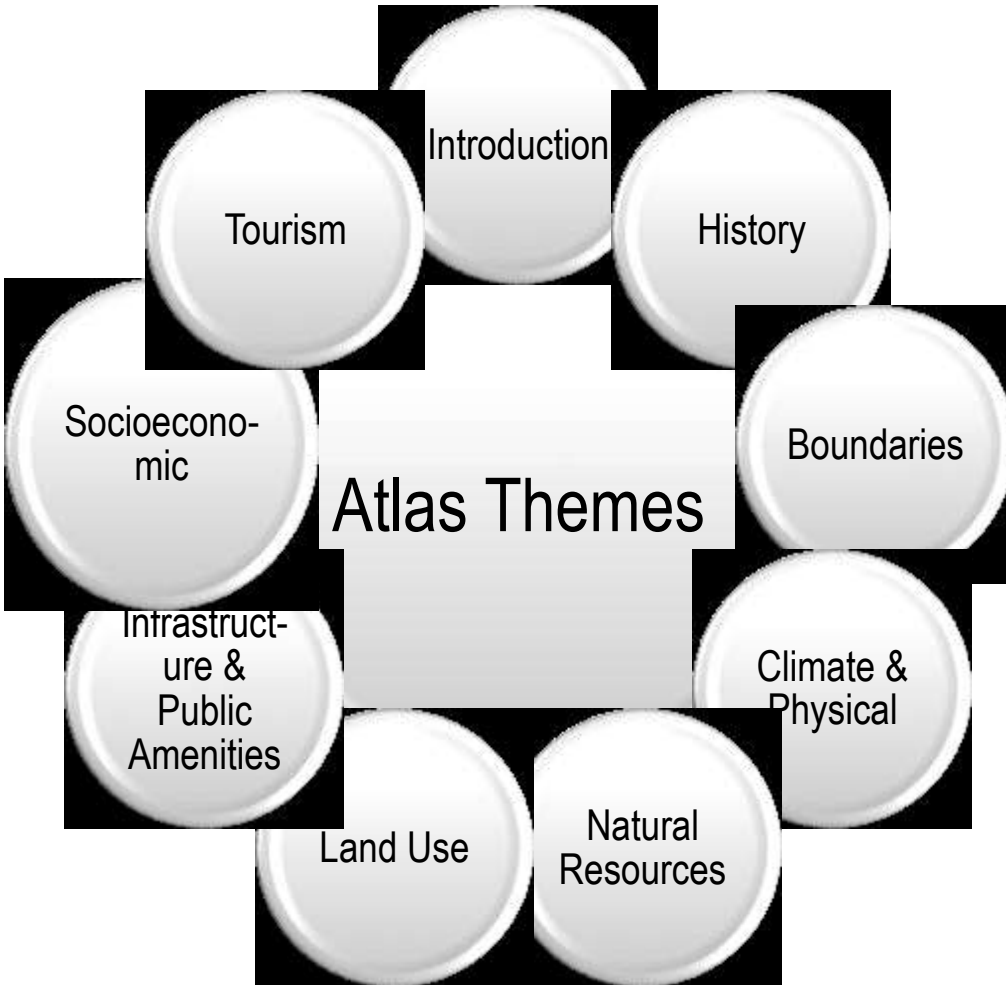 Introduction
History
Boundaries
Climate &
Physical
Natural
Resources
Land Use
Infrastruct-
ure &
Public
Amenities
Socioecono-
mic
Tourism
Atlas Themes